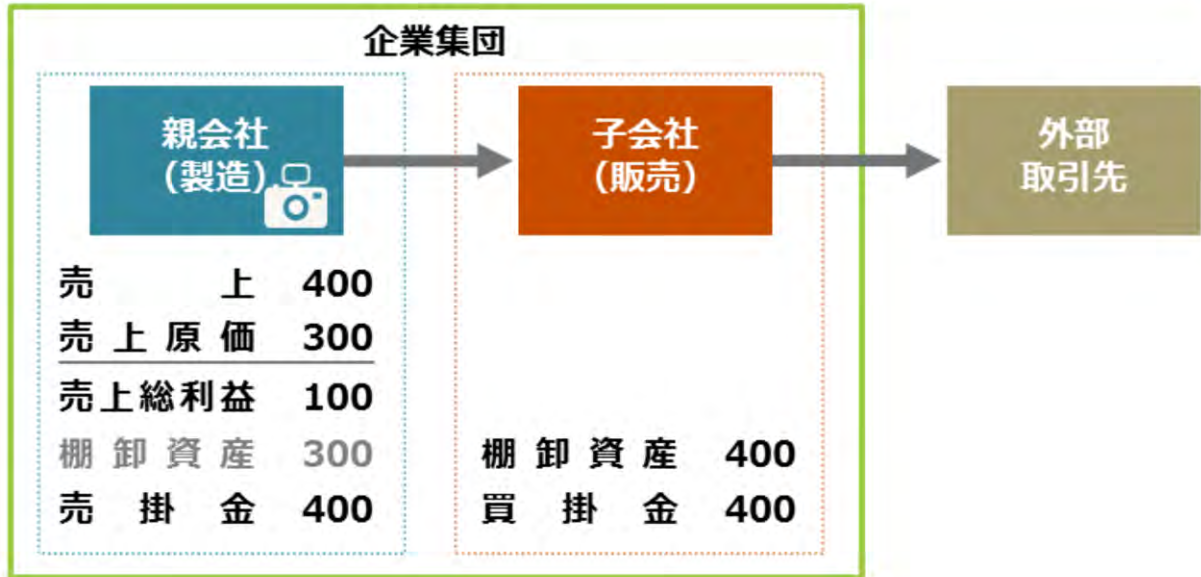 企業集団
親会社
(製造)
子会社
(販売)
外部
取引先
売上 400
売上原価 300
売上総利益 100
棚卸資産 300
売掛金 400
棚卸資産 400
買掛金 400